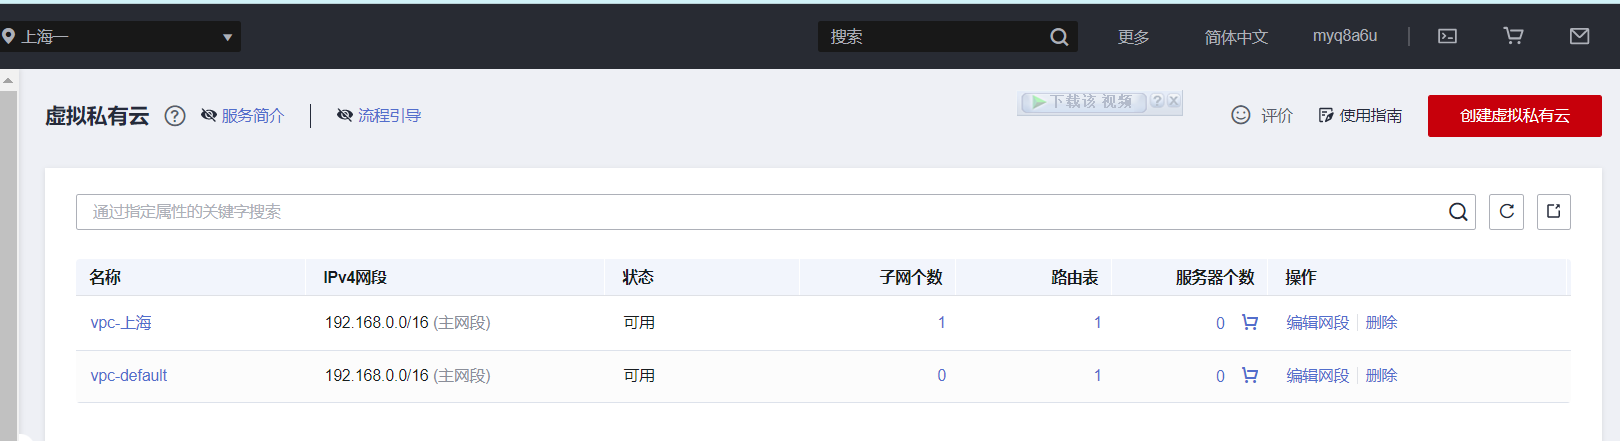 上海一 搜索 更多 简体中文 myq8a6u
虚拟私有云 ? 服务简介 流程引导 下载该 视频 ? X 评价 使用指南 创建虚拟私有云
通过指定属性的关键字搜索
名称 IPv4网段 状态 子网个数 路由表 服务器个数 操作
vpc-上海 192.168.0.0/16 (主网段) 可用 1 1 0 编辑网段 删除
vpc-default 192.168.0.0/16 (主网段) 可用 0 1 0 编辑网段 删除